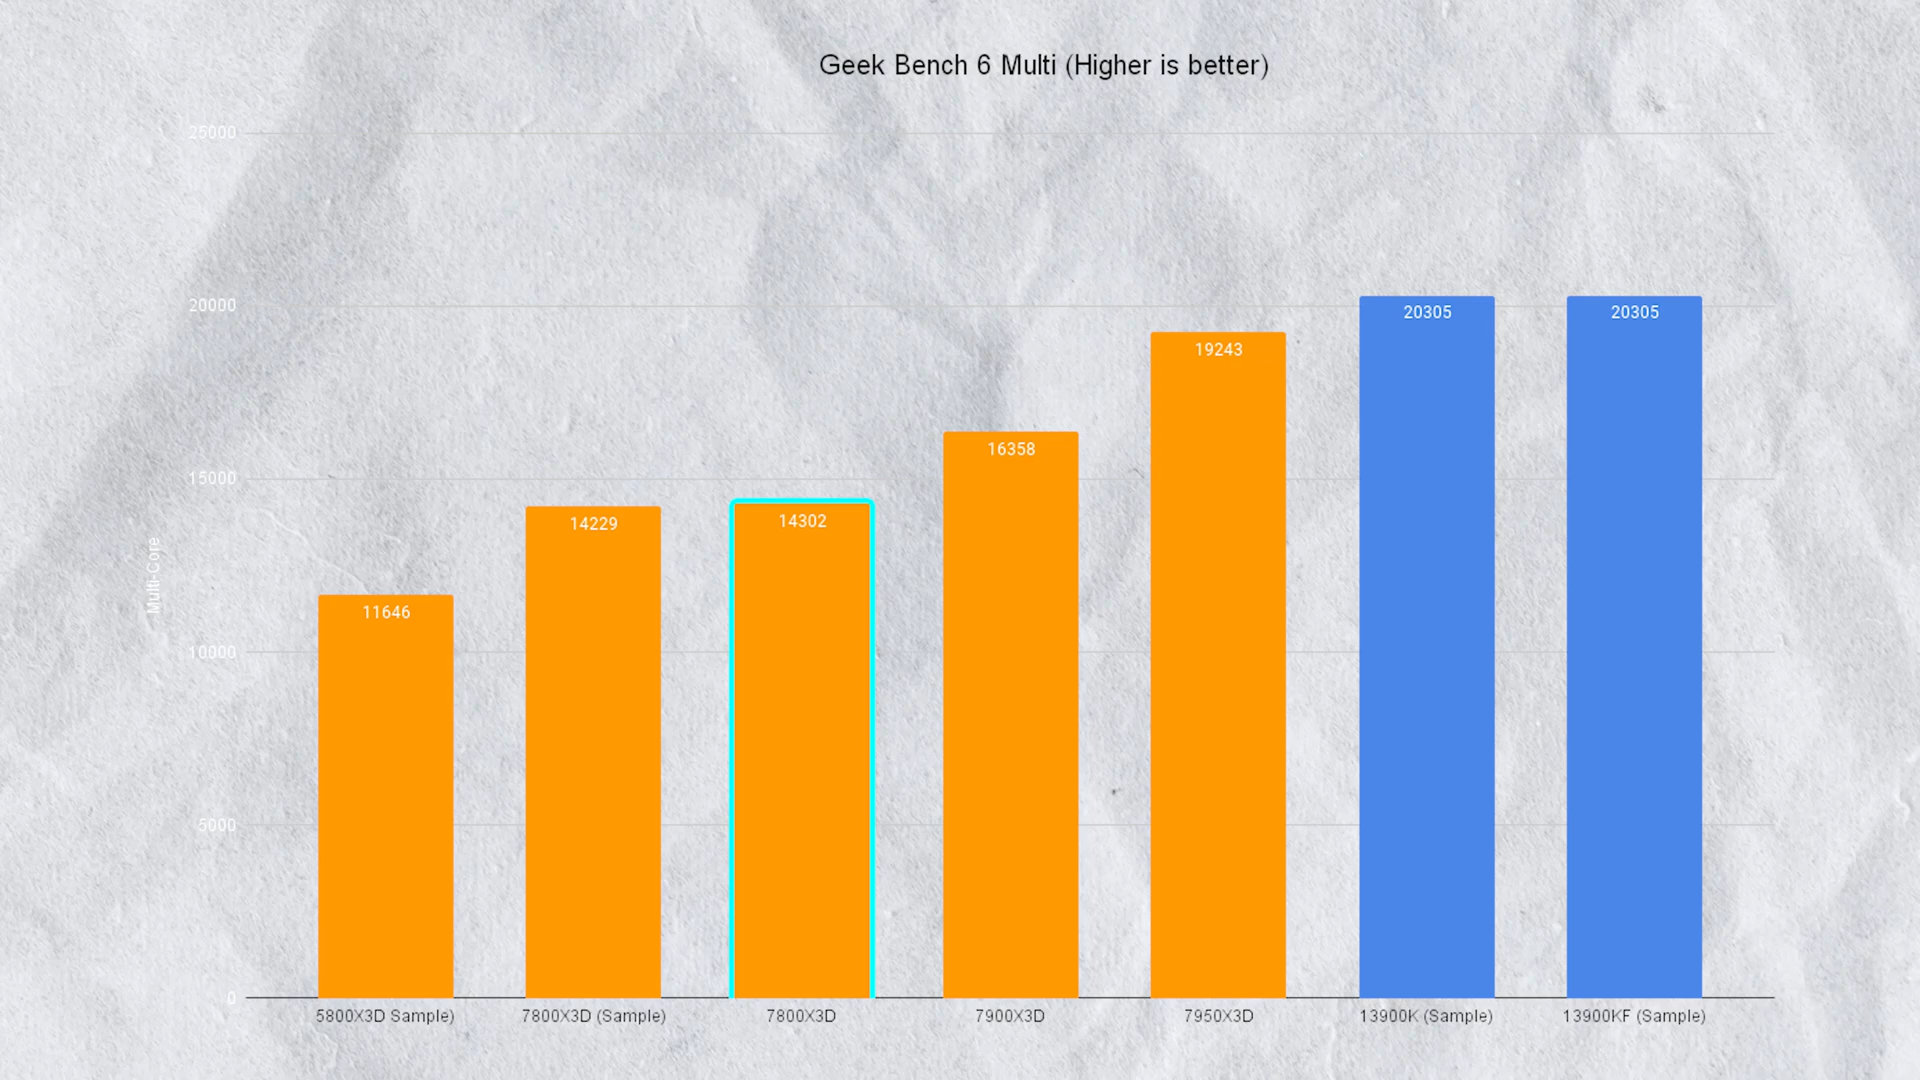 Geek Bench 6 Multi (Higher is better)
25000
20000
15000
10000
5000
0
Multi-Core
11646
14229
14302
16358
19243
20305
20305
5800X3D Sample)
7800X3D (Sample)
7800X3D
7900X3D
7950X3D
13900K (Sample)
13900KF (Sample)